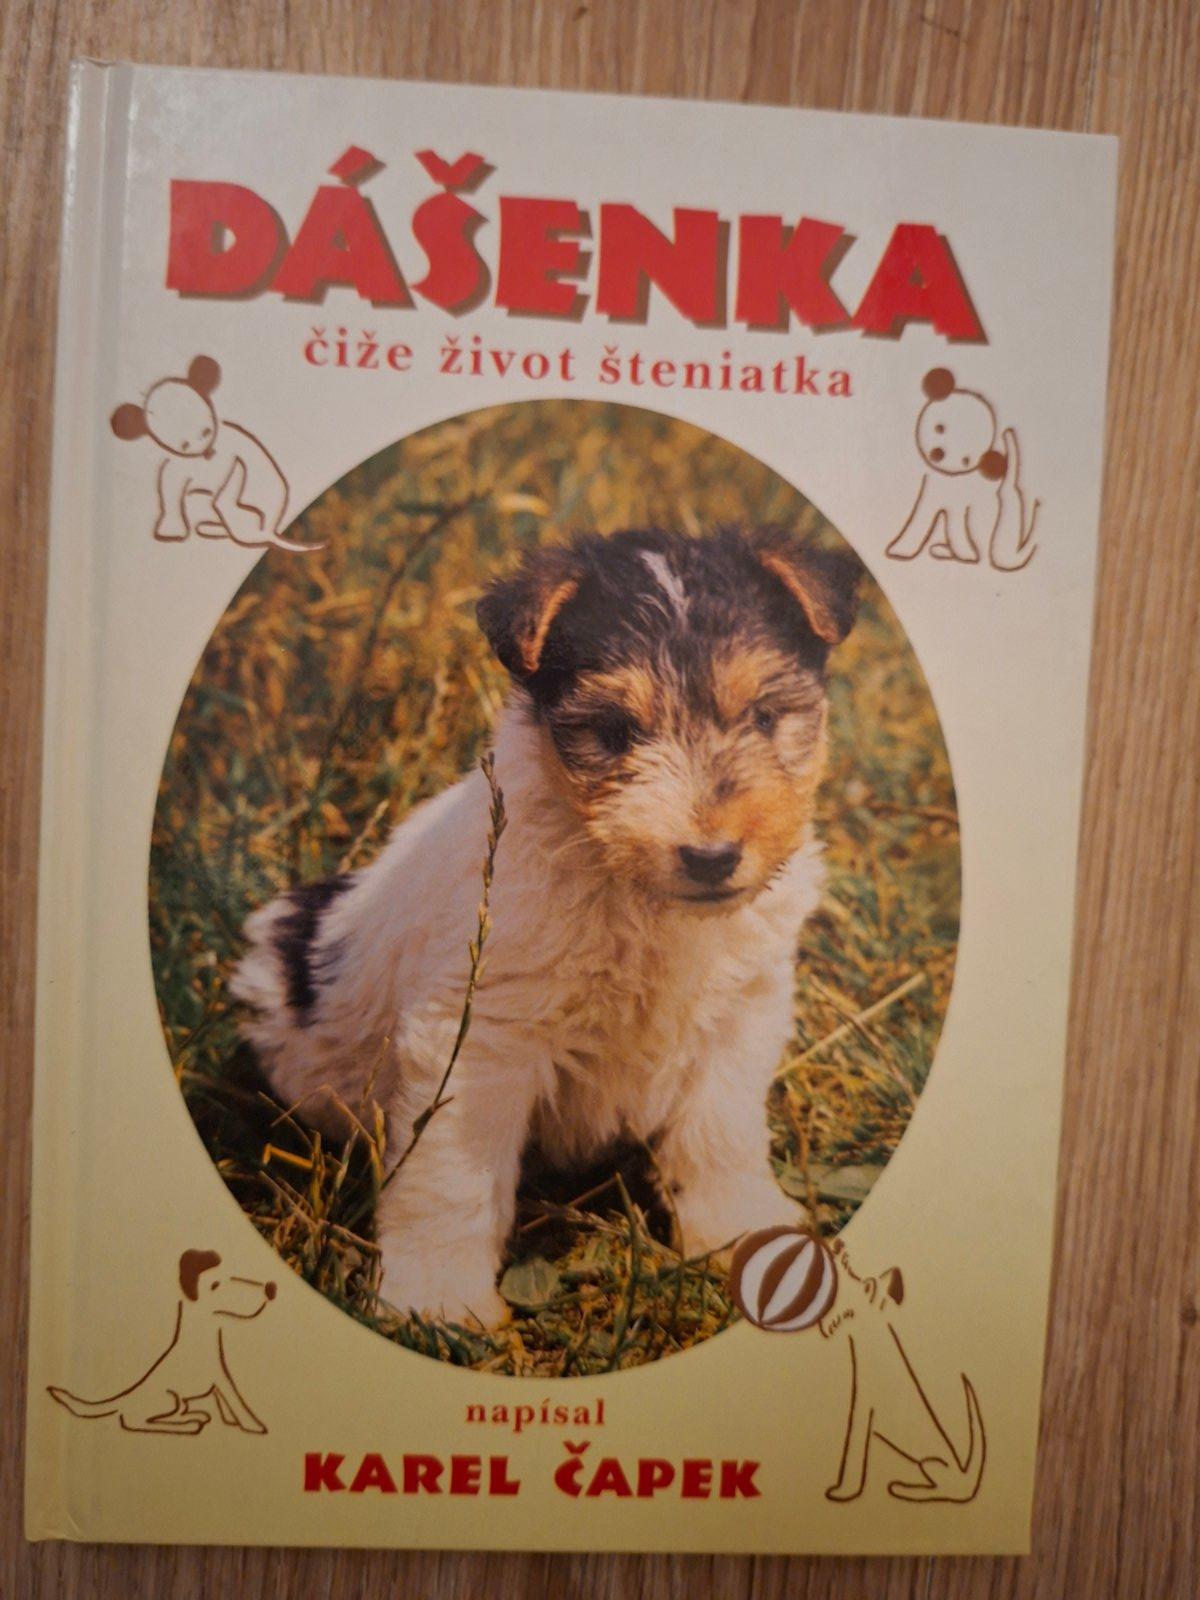 DÁŠENKA
čiže život šteniatka
napísal
KAREL ČAPEK